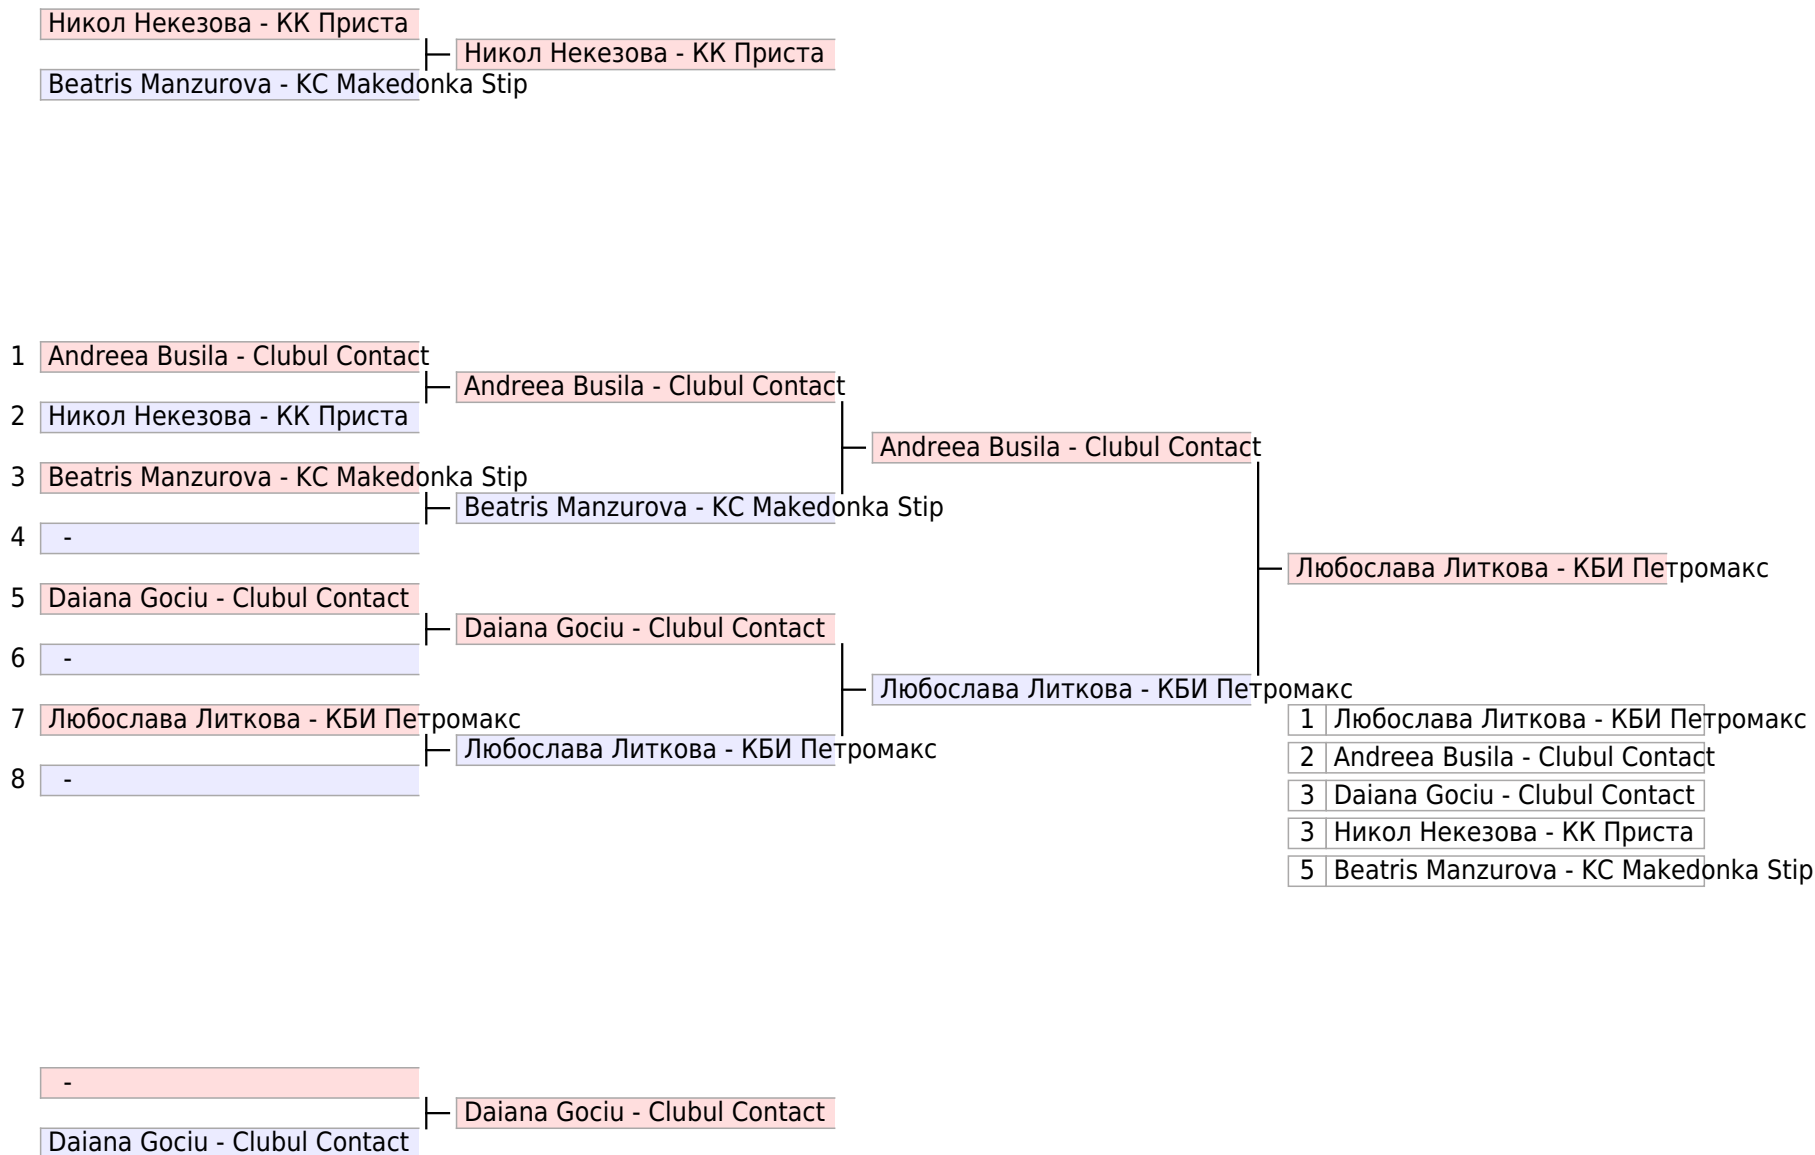 Никол Некезова - КК Приста
Никол Некезова - КК Приста
Beatris Manzurova - KC Makedonka Stip
1 Andreea Busila - Clubul Contact
Andreea Busila - Clubul Contact
2 Никол Некезова - КК Приста
Andreea Busila - Clubul Contact
3 Beatris Manzurova - KC Makedonka Stip
Beatris Manzurova - KC Makedonka Stip
4 -
Любослава Литкова - КБИ Петромакс
5 Daiana Gociu - Clubul Contact
Daiana Gociu - Clubul Contact
6 -
Любослава Литкова - КБИ Петромакс
7 Любослава Литкова - КБИ Петромакс
Любослава Литкова - КБИ Петромакс
8 -
1 Любослава Литкова - КБИ Петромакс
2 Andreea Busila - Clubul Contact
3 Daiana Gociu - Clubul Contact
3 Никол Некезова - КК Приста
5 Beatris Manzurova - KC Makedonka Stip
-
Daiana Gociu - Clubul Contact
Daiana Gociu - Clubul Contact